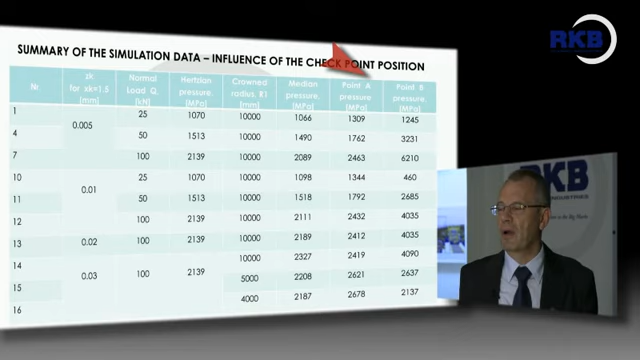 RKB
SUMMARY OF THE SIMULATION DATA – INFLUENCE OF THE CHECK POINT POSITION
Nr zk for xk=1.5 [mm] Normal Load Q, [kN] Hertzian pressure, [MPa] Crowned radius, R1 [mm] Median pressure, [MPa] Point A pressure [MPa] Point B pressure, [MPa]
1 0.005 25 1070 10000 1066 1309 1245
4 50 1513 10000 1490 1762 3231
7 100 2139 10000 2089 2463 6210
10 0.01 25 1070 10000 1098 1344 460
11 50 1513 10000 1518 1792 2685
12 100 2139 10000 2111 2432 4035
13 0.02 100 2139 10000 2189 2412 4035
14 0.03 100 2139 10000 2327 2419 4090
15 5000 2208 2621 2637
16 4000 2187 2678 2137
RKB